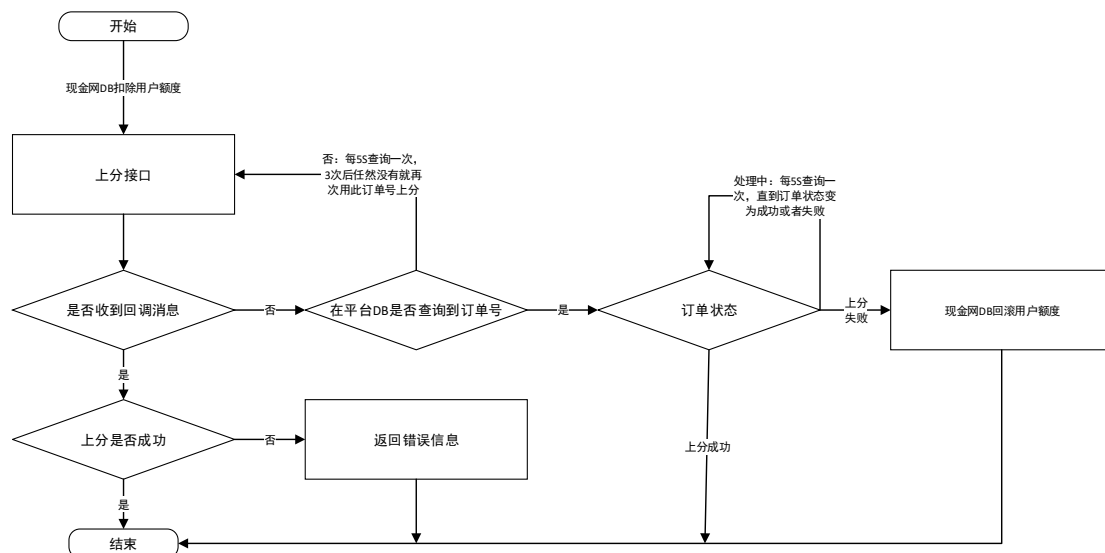 开始
现金网DB扣除用户额度
上分接口
否：每5S查询一次，
3次后任然没有就再
次用此订单号上分
处理中：每5S查询一
次，直到订单状态变
为成功或者失败
是否收到回调消息
否
在平台DB是否查询到订单号
是
订单状态
上分
失败
现金网DB回滚用户额度
是
上分是否成功
否
返回错误信息
上分成功
是
结束